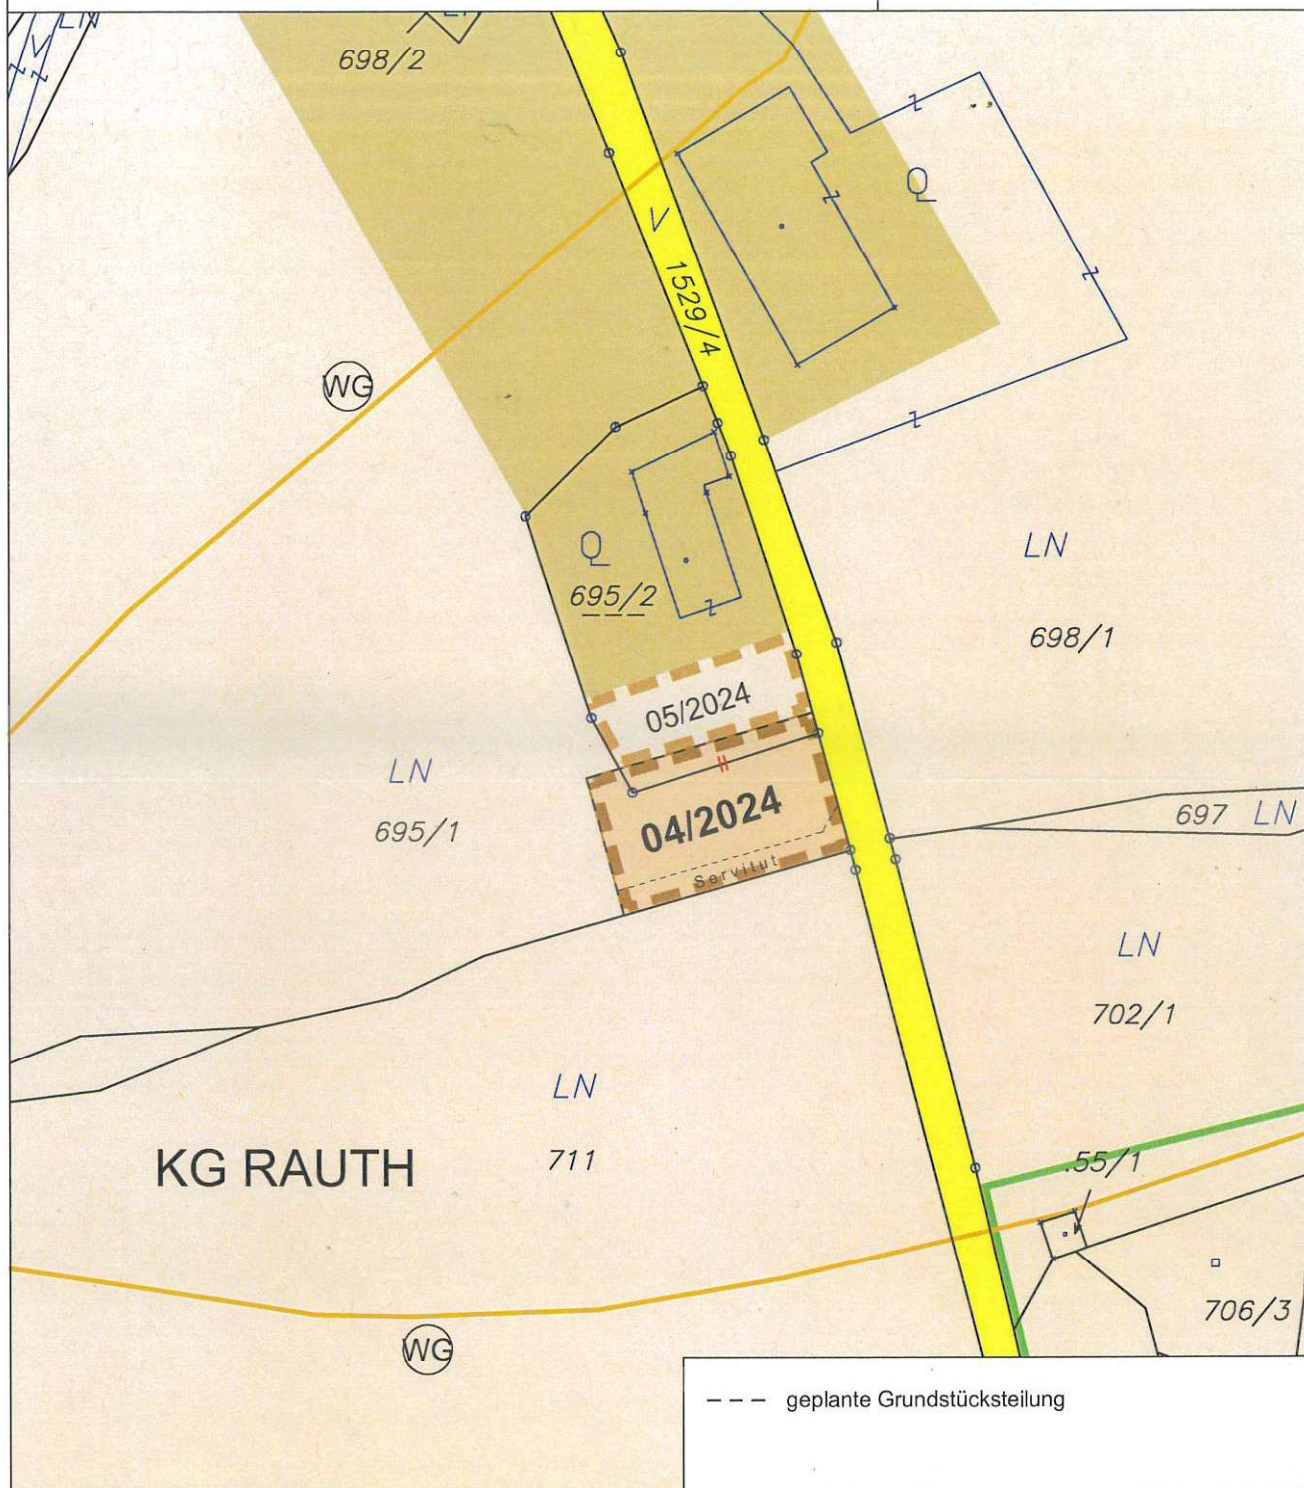 LN
V
698/2
Q
V
1529/4
WG
LN
Q
695/2
698/1
05/2024
LN
04/2024
697 LN
695/1
Servitut
LN
702/1
LN
711
KG RAUTH
.55/1
706/3
WG
geplante Grundstücksteilung